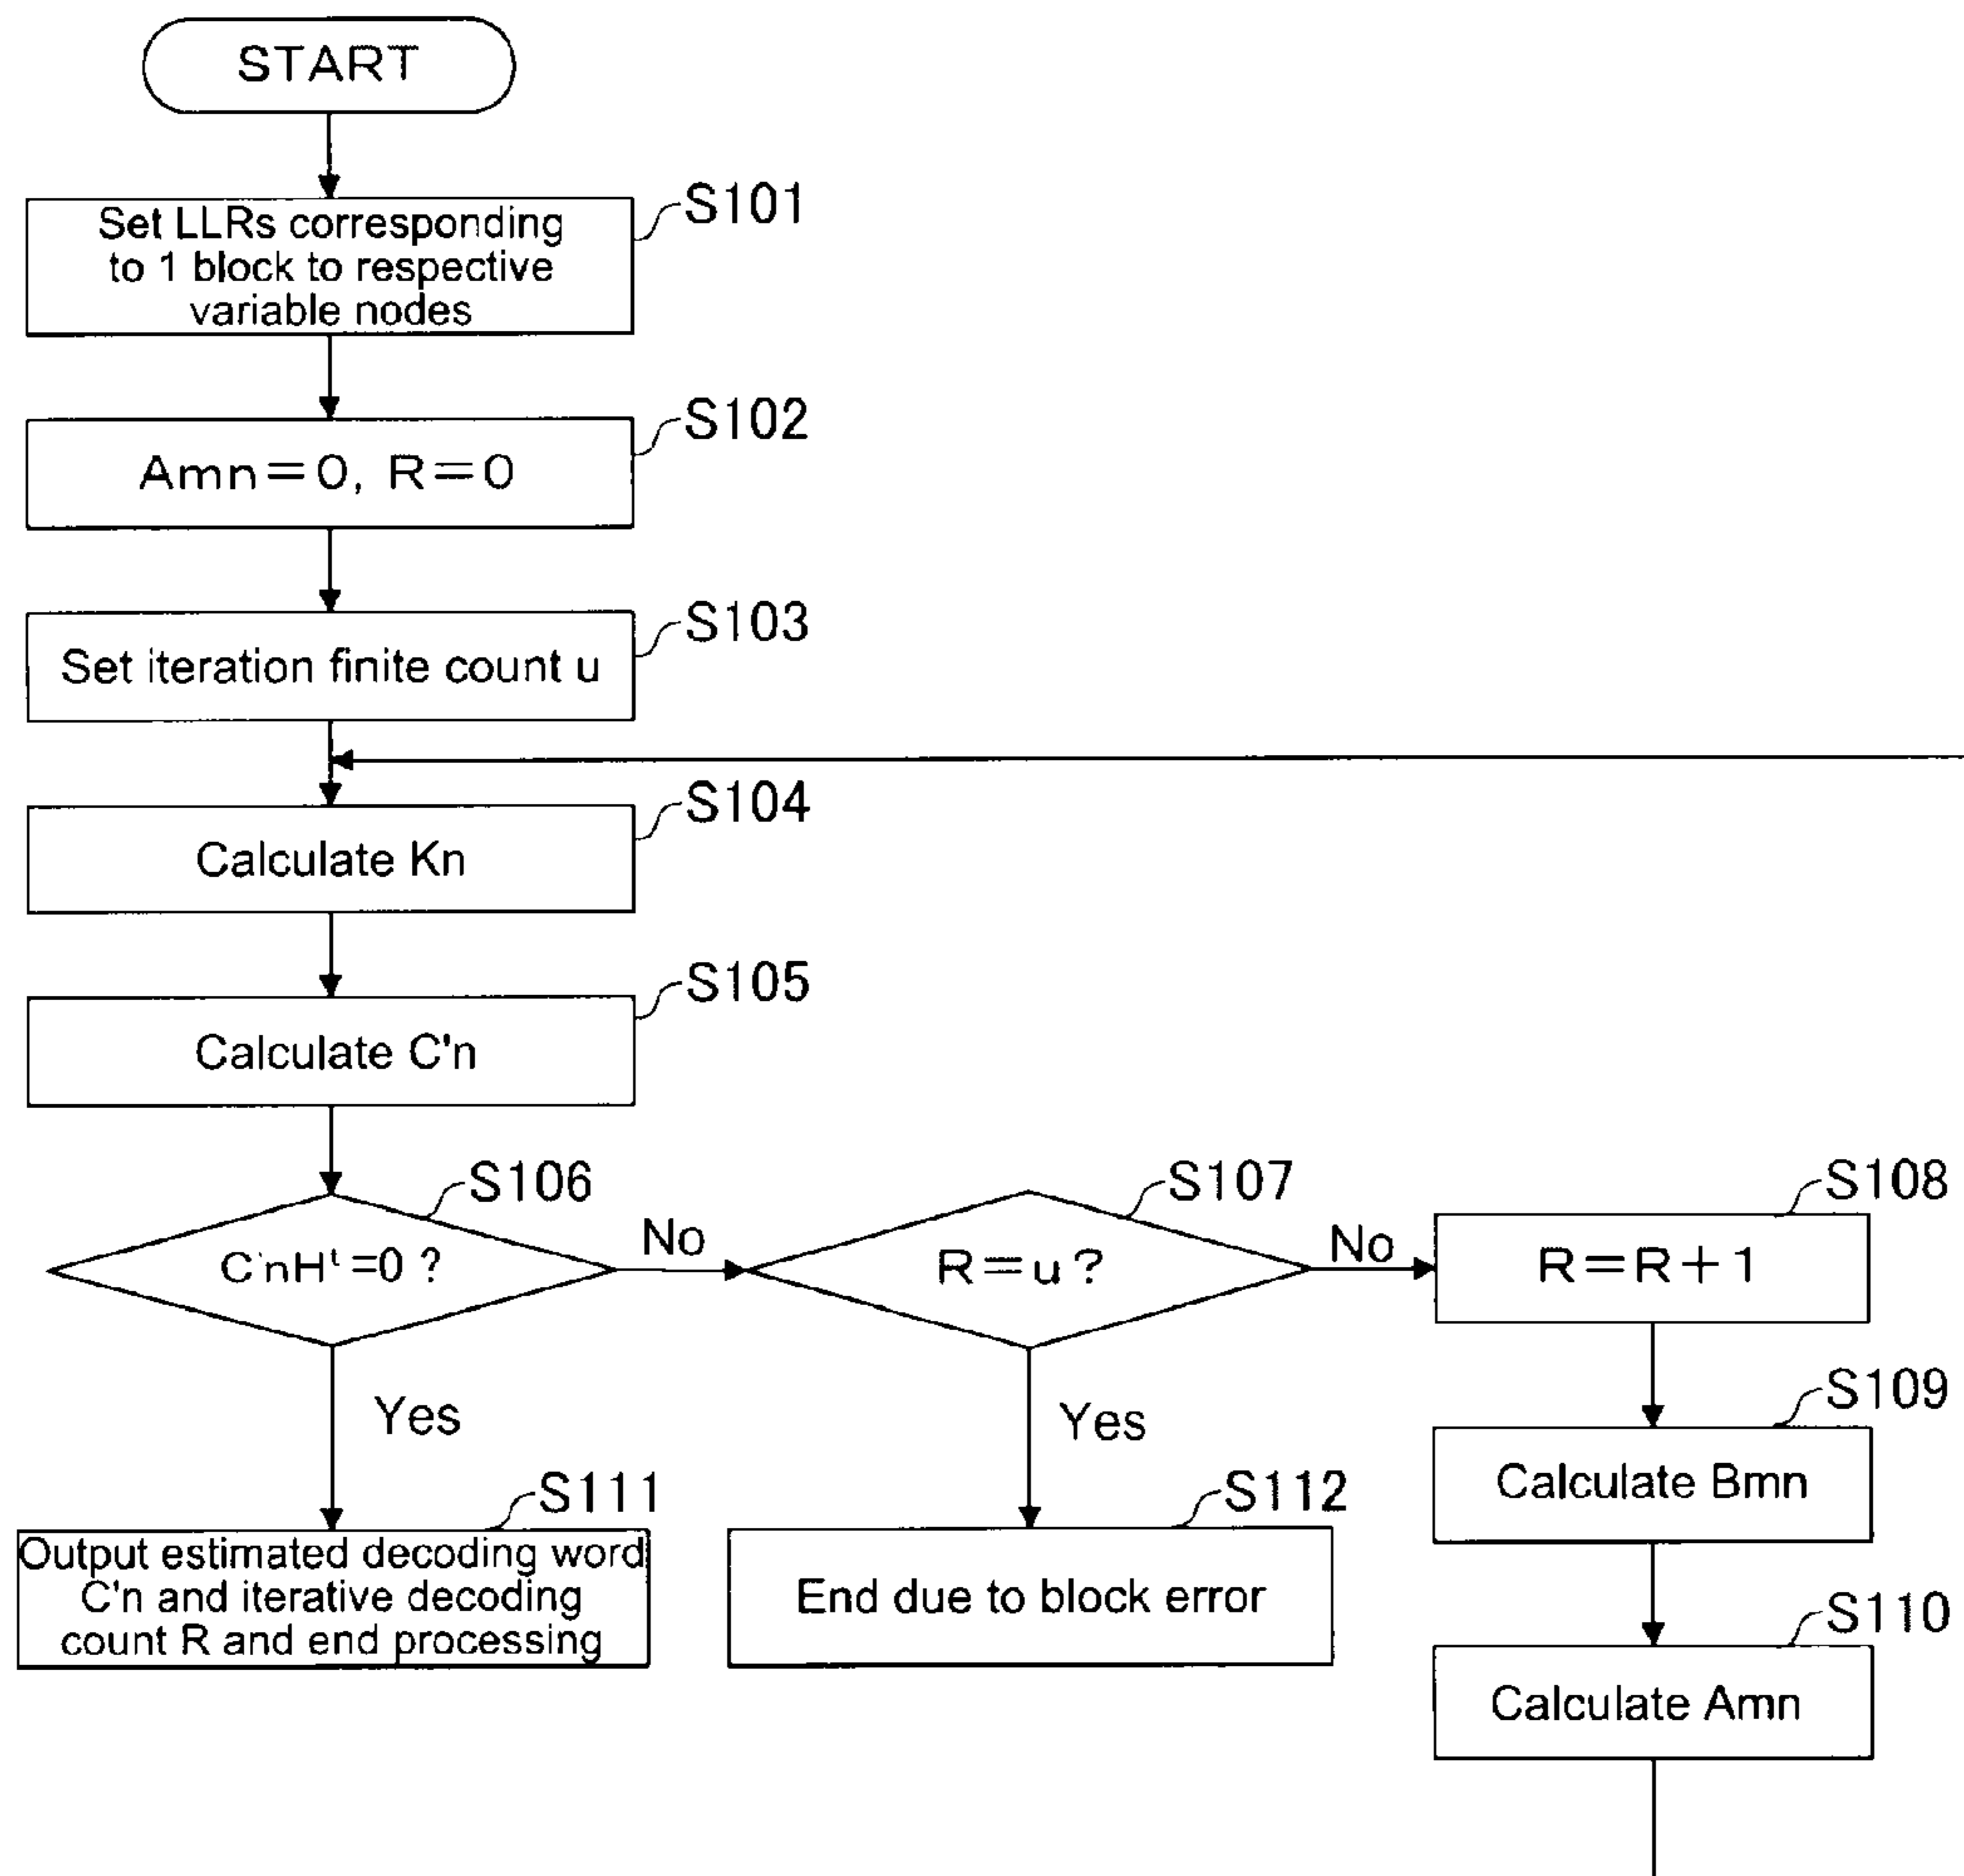 START
S101
Set LLRs corresponding
to 1 block to respective
variable nodes
S102
Amn=0, R=0
S103
Set iteration finite count u
S104
Calculate Kn
S105
Calculate C'n
S106
C'nHᵗ=0 ?
No
S107
R=u ?
No
S108
R=R+1
Yes
Yes
S109
Calculate Bmn
S111
Output estimated decoding word
C'n and iterative decoding
count R and end processing
S112
End due to block error
S110
Calculate Amn